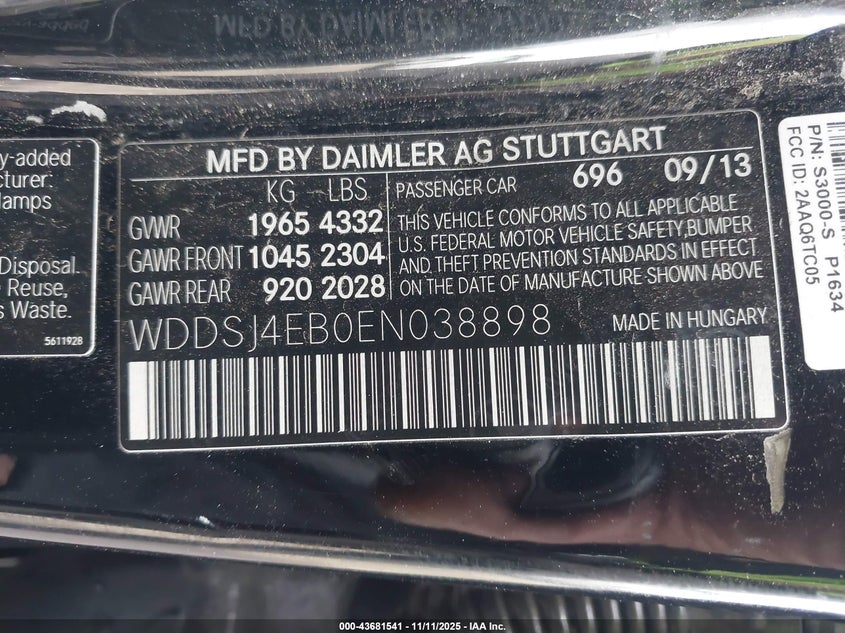 y-added
cturer:
lamps
Disposal.
Reuse,
s Waste.
5611928
MFD BY DAIMLER AG STUTTGART
KG LBS
GVWR 1965 4332
GAWR FRONT 1045 2304
GAWR REAR 920 2028
PASSENGER CAR 696 09/13
THIS VEHICLE CONFORMS TO ALL APPLICABLE
U.S. FEDERAL MOTOR VEHICLE SAFETY,BUMPER
AND THEFT PREVENTION STANDARDS IN EFFECT
ON THE DATE OF MANUFACTURE SHOWN ABOVE
WDDSJ4EB0EN038898
MADE IN HUNGARY
P/N: S3000-S P1634
FCC ID: 2AAQ6TC05
000-43681541 - 11/11/2025 - IAA Inc.